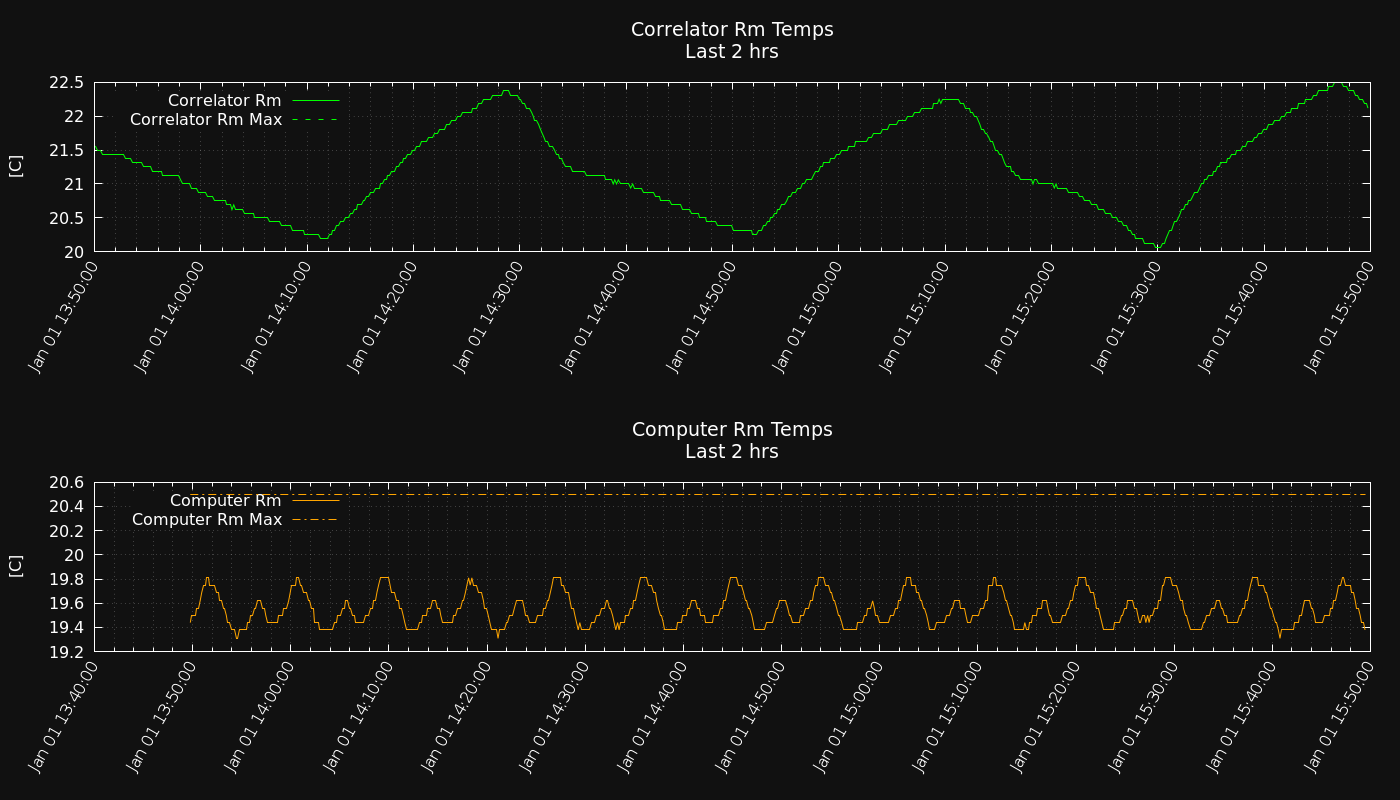 Correlator Rm Temps
Last 2 hrs
22.5
22
21.5
21
20.5
20
[C]
Correlator Rm
Correlator Rm Max
Jan 01 13:50:00
Jan 01 14:00:00
Jan 01 14:10:00
Jan 01 14:20:00
Jan 01 14:30:00
Jan 01 14:40:00
Jan 01 14:50:00
Jan 01 15:00:00
Jan 01 15:10:00
Jan 01 15:20:00
Jan 01 15:30:00
Jan 01 15:40:00
Jan 01 15:50:00
Computer Rm Temps
Last 2 hrs
20.6
20.4
20.2
20
19.8
19.6
19.4
19.2
[C]
Computer Rm
Computer Rm Max
Jan 01 13:40:00
Jan 01 13:50:00
Jan 01 14:00:00
Jan 01 14:10:00
Jan 01 14:20:00
Jan 01 14:30:00
Jan 01 14:40:00
Jan 01 14:50:00
Jan 01 15:00:00
Jan 01 15:10:00
Jan 01 15:20:00
Jan 01 15:30:00
Jan 01 15:40:00
Jan 01 15:50:00